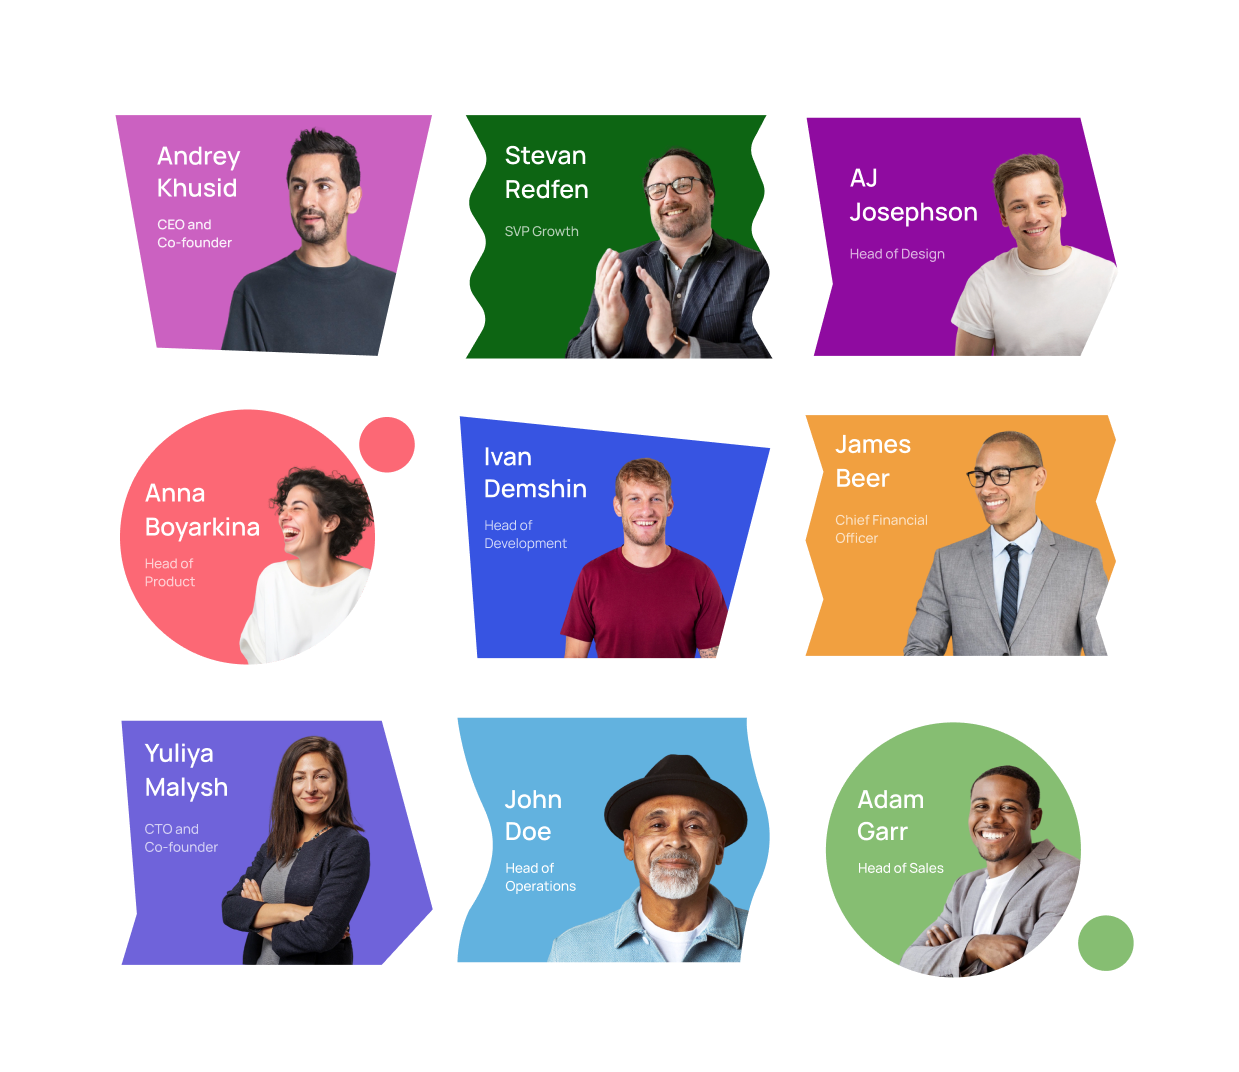 Andrey
Khusid
CEO and
Co-founder
Stevan
Redfen
SVP Growth
AJ
Josephson
Head of Design
Anna
Boyarkina
Head of
Product
Ivan
Demshin
Head of
Development
James
Beer
Chief Financial
Officer
Yuliya
Malysh
CTO and
Co-founder
John
Doe
Head of
Operations
Adam
Garr
Head of Sales